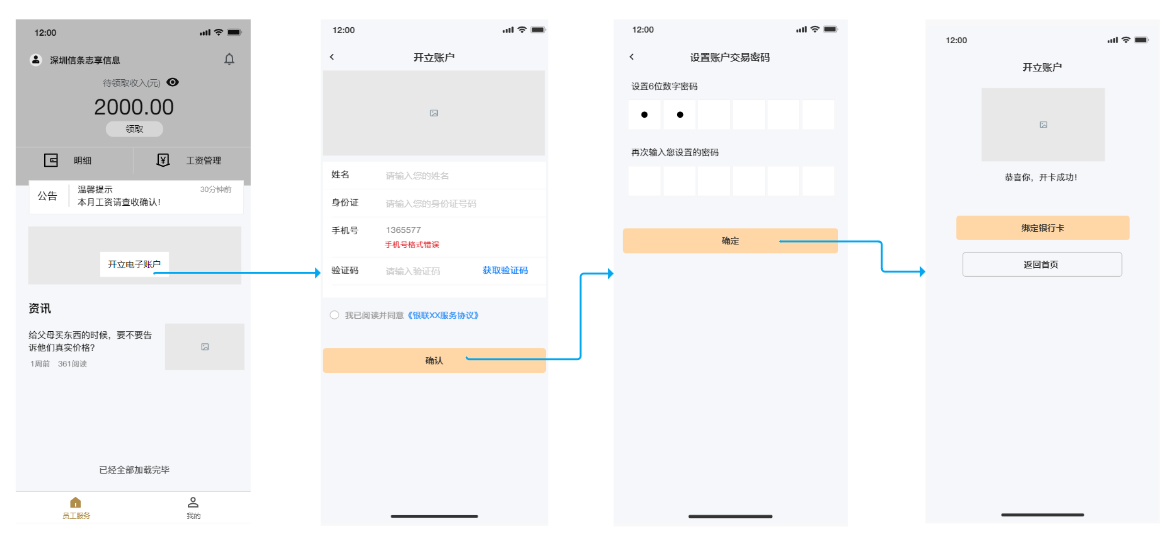 12:00
深圳信条志享信息
待领取收入(元)
2000.00
领取
明细
工资管理
公告
温馨提示
30分钟前
本月工资请查收确认!
开立电子账户
资讯
给父母买东西的时候，要不要告
诉他们真实价格?
1周前 361阅读
已经全部加载完毕
员工服务
我的
12:00
开立账户
姓名
请输入您的姓名
身份证
请输入您的身份证号码
手机号
1365577
手机号格式错误
验证码
请输入验证码
获取验证码
我已阅读并同意《银联XX服务协议》
确认
12:00
设置账户交易密码
设置6位数字密码
再次输入您设置的密码
确定
12:00
开立账户
恭喜你，开卡成功!
绑定银行卡
返回首页